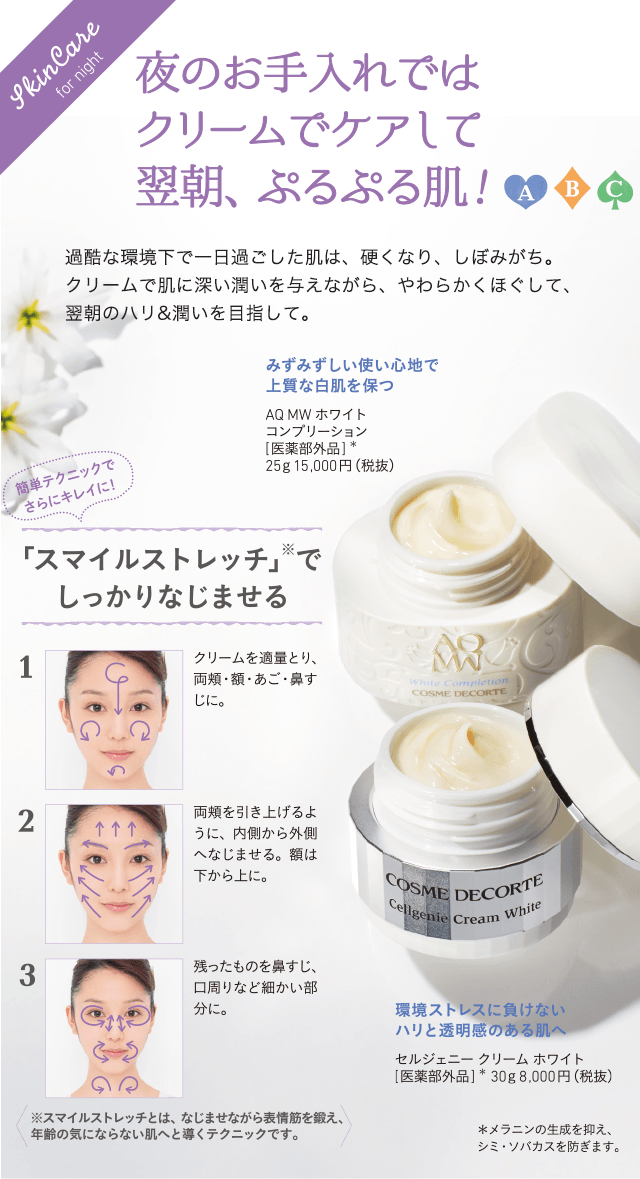 SkinCare
for night
夜のお手入れでは
クリームでケアして
翌朝、ぷるぷる肌!
A B C
過酷な環境下で一日過ごした肌は、硬くなり、しぼみがち。
クリームで肌に深い潤いを与えながら、やわらかくほぐして、
翌朝のハリ&潤いを目指して。
みずみずしい使い心地で
上質な白肌を保つ
AQ MW ホワイト
コンプリーション
[医薬部外品]＊
25g 15,000円(税抜)
簡単テクニックで
さらにキレイに!
「スマイルストレッチ」※で
しっかりなじませる
1
クリームを適量とり、
両頬・額・あご・鼻す
じに。
2
両頬を引き上げるよ
うに、内側から外側
へなじませる。額は
下から上に。
3
残ったものを鼻すじ、
口周りなど細かい部
分に。
※スマイルストレッチとは、なじませながら表情筋を鍛え、
年齢の気にならない肌へと導くテクニックです。
AQ
MW
White Completion
COSME DECORTE
COSME DECORTE
Cellgenie Cream White
環境ストレスに負けない
ハリと透明感のある肌へ
セルジェニー クリーム ホワイト
[医薬部外品]＊ 30g 8,000円(税抜)
＊メラニンの生成を抑え、
シミ・ソバカスを防ぎます。